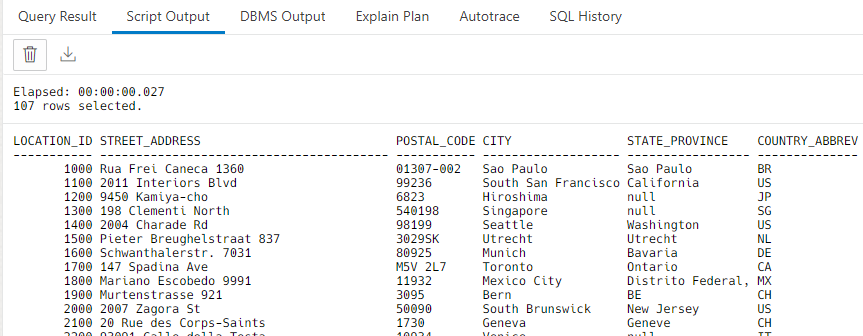 Query Result Script Output DBMS Output Explain Plan Autotrace SQL History
Elapsed: 00:00:00.027
107 rows selected.
LOCATION_ID STREET_ADDRESS POSTAL_CODE CITY STATE_PROVINCE COUNTRY_ABBREV
----------- ---------------------------------------- ----------- ------------------- ----------------- --------------
1000 Rua Frei Caneca 1360 01307-002 Sao Paulo Sao Paulo BR
1100 2011 Interiors Blvd 99236 South San Francisco California US
1200 9450 Kamiya-cho 6823 Hiroshima null JP
1300 198 Clementi North 540198 Singapore null SG
1400 2004 Charade Rd 98199 Seattle Washington US
1500 Pieter Breughelstraat 837 3029SK Utrecht Utrecht NL
1600 Schwanthalerstr. 7031 80925 Munich Bavaria DE
1700 147 Spadina Ave M5V 2L7 Toronto Ontario CA
1800 Mariano Escobedo 9991 11932 Mexico City Distrito Federal, MX
1900 Murtenstrasse 921 3095 Bern BE CH
2000 2007 Zagora St 50090 South Brunswick New Jersey US
2100 20 Rue des Corps-Saints 1730 Geneva Geneve CH